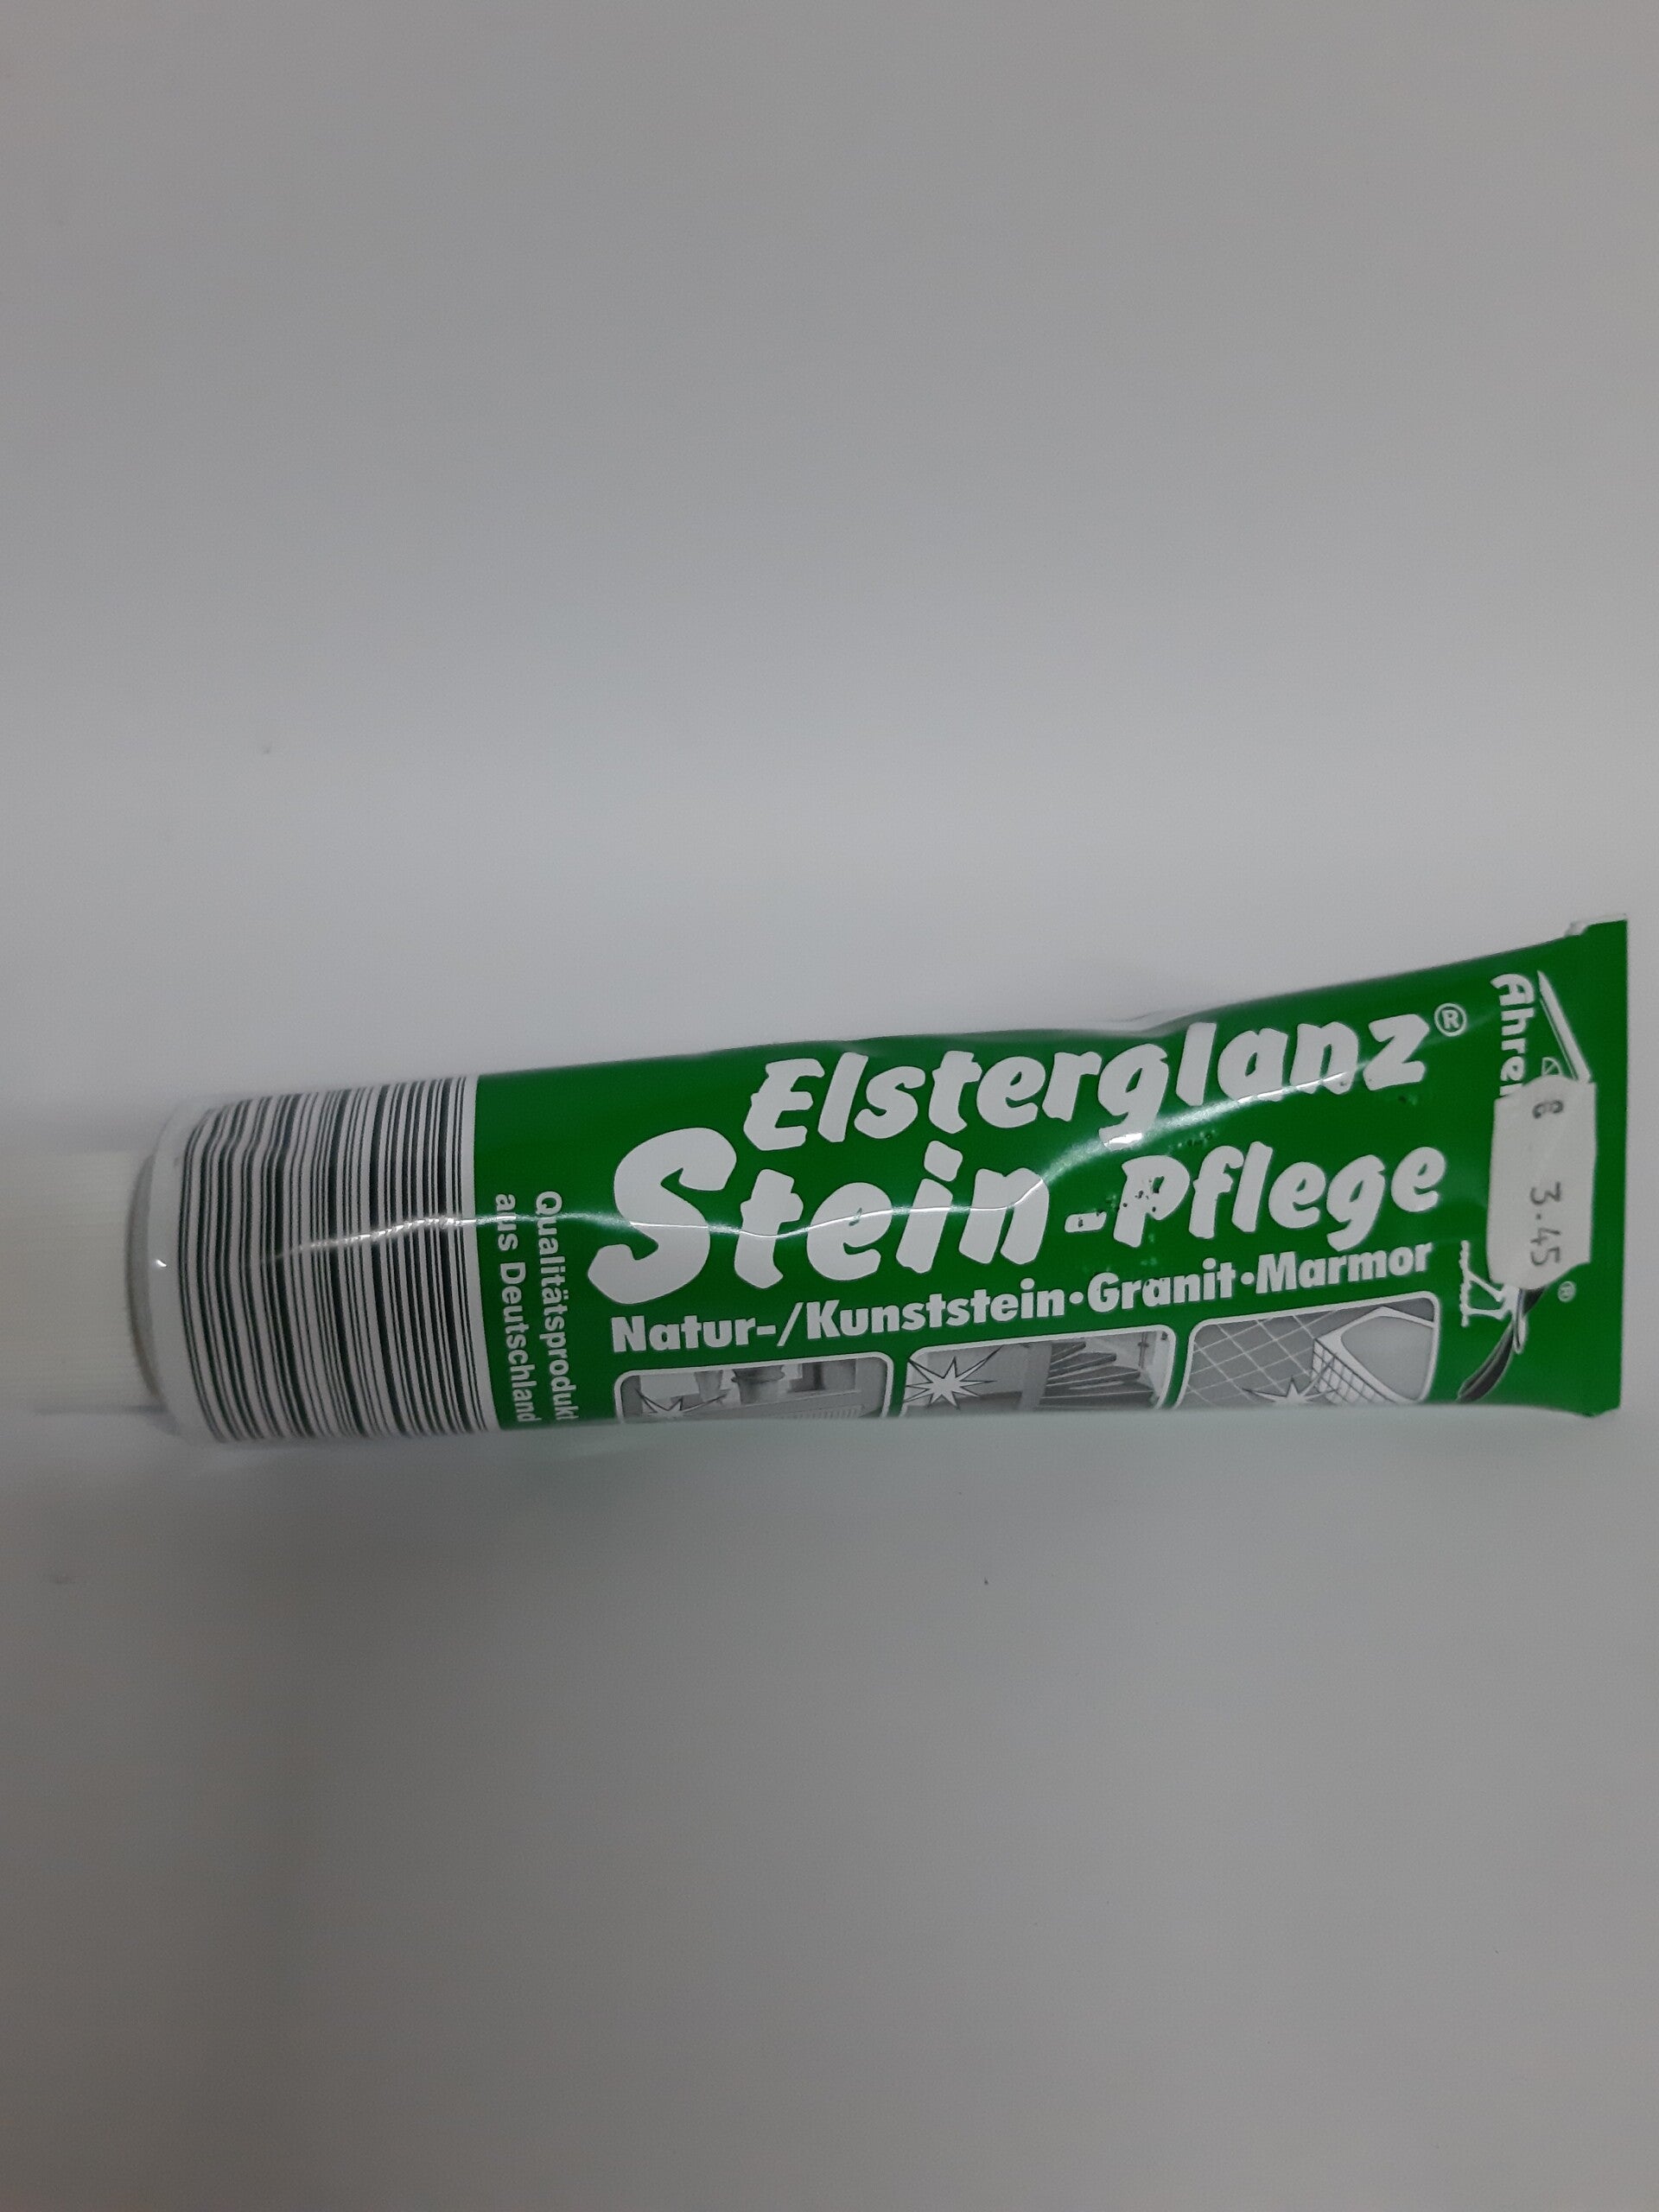 Elsterglanz®
Stein-Pflege
Natur-/Kunststein·Granit·Marmor
Qualitätsprodukt
aus Deutschland
3.45
®